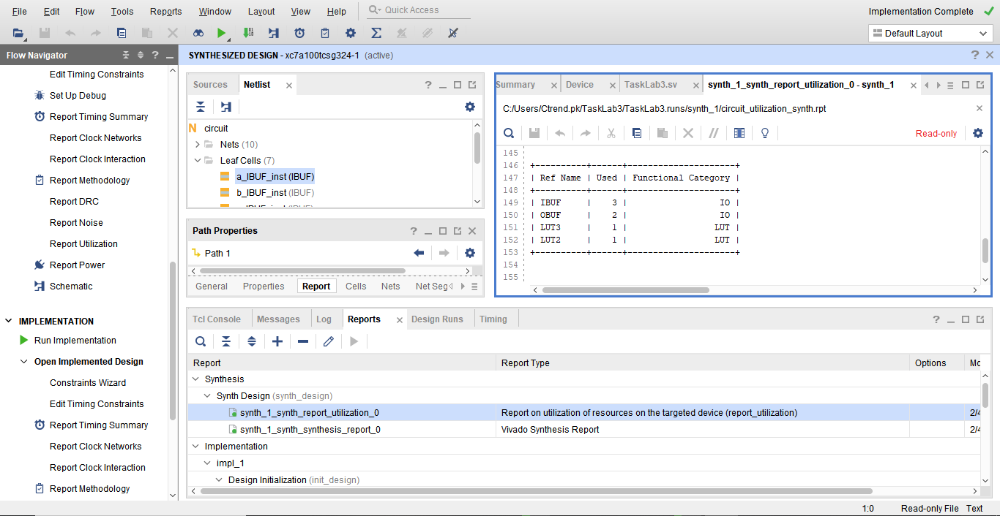 File Edit Flow Tools Reports Window Layout View Help Quick Access Implementation Complete
Default Layout
Flow Navigator
SYNTHESIZED DESIGN - xc7a100tcsg324-1 (active)
Edit Timing Constraints
Set Up Debug
Report Timing Summary
Report Clock Networks
Report Clock Interaction
Report Methodology
Report DRC
Report Noise
Report Utilization
Report Power
Schematic
IMPLEMENTATION
Run Implementation
Open Implemented Design
Constraints Wizard
Edit Timing Constraints
Report Timing Summary
Report Clock Networks
Report Clock Interaction
Report Methodology
Sources Netlist
circuit
Nets (10)
Leaf Cells (7)
a_IBUF_inst (IBUF)
b_IBUF_inst (IBUF)
Path Properties
Path 1
General Properties Report Cells Nets Net Seg
Summary Device TaskLab3.sv synth_1_synth_report_utilization_0 - synth_1
C:/Users/Ctrend.pk/TaskLab3/TaskLab3.runs/synth_1/circuit_utilization_synth.rpt
Read-only
145
146 +----------+------+---------------------+
147 | Ref Name | Used | Functional Category |
148 +----------+------+---------------------+
149 | IBUF | 3 | IO |
150 | OBUF | 2 | IO |
151 | LUT3 | 1 | LUT |
152 | LUT2 | 1 | LUT |
153 +----------+------+---------------------+
154
155
Tcl Console Messages Log Reports Design Runs Timing
Report Report Type Options Mo
Synthesis
Synth Design (synth_design)
synth_1_synth_report_utilization_0 Report on utilization of resources on the targeted device (report_utilization) 2/4
synth_1_synth_synthesis_report_0 Vivado Synthesis Report 2/4
Implementation
impl_1
Design Initialization (init_design)
1:0 Read-only File Text